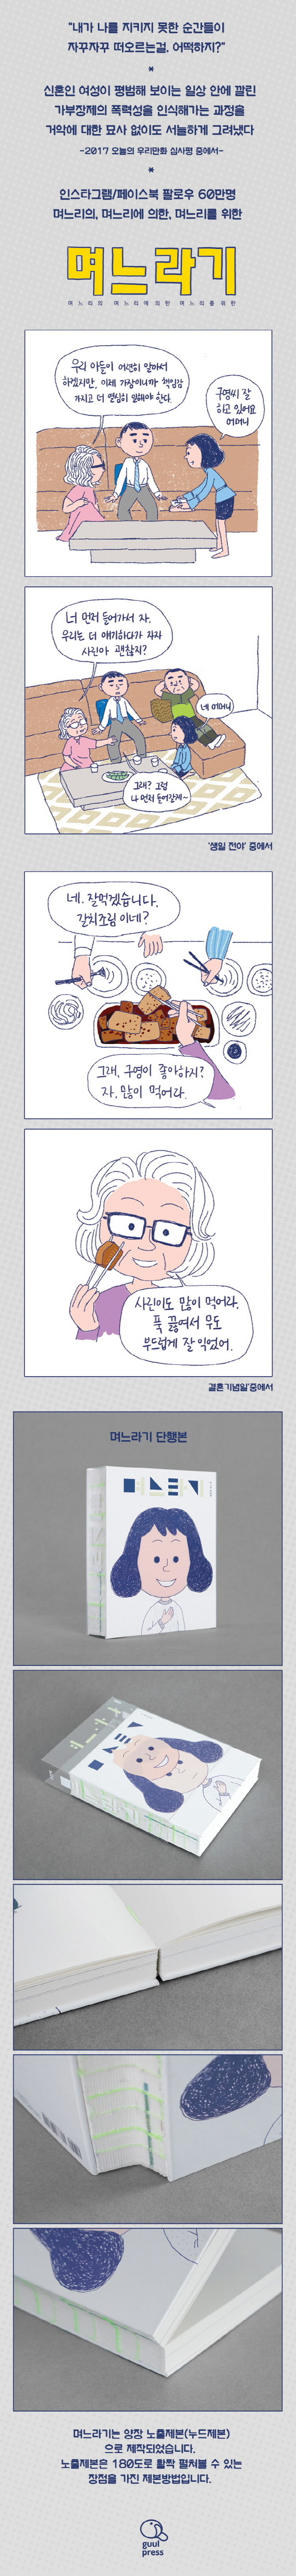 "내가 나를 지키지 못한 순간들이
자꾸자꾸 떠오르는걸. 어떡하지?"
*
신혼인 여성이 평범해 보이는 일상 안에 깔린
가부장제의 폭력성을 인식해가는 과정을
거악에 대한 묘사 없이도 서늘하게 그려냈다
-2017 오늘의 우리만화 심사평 중에서-
*
인스타그램/페이스북 팔로우 60만명
며느리의, 며느리에 의한, 며느리를 위한
며느라기
며느리의 며느리에의한 며느리를위한
우리 아들이 어련히 알아서
하겠지만, 이제 가장이니까 책임감
가지고 더 열심히 일해야 한다.
구영씨 잘
하고 있어요
어머니
너 먼저 들어가서 자.
우리는 더 얘기하다가 자자
사린아 괜찮지?
네 어머니
그래? 그럼
나 먼저 들어갈게~
'생일 전야' 중에서
네. 잘먹겠습니다.
갈치조림 이네?
그래, 구영이 좋아하지?
자, 많이 먹어라.
사린이도 많이 먹어라.
푹 끓여서 무도
부드럽게 잘 익었어.
결혼기념일'중에서
며느라기 단행본
며느라기
며느라기는 양장 노출제본(누드제본)
으로 제작되었습니다.
노출제본은 180도로 활짝 펼쳐볼 수 있는
장점을 가진 제본방법입니다.
guul
press